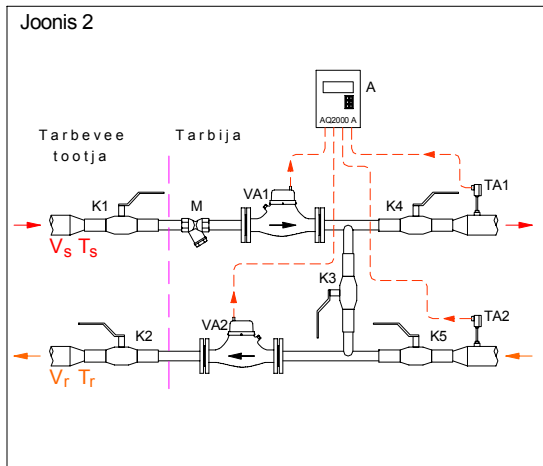 Joonis 2
A
AQ2000 A
Tarbevee tootja
Tarbija
K1
M
VA1
K4
TA1
Vs Ts
K3
K2
VA2
K5
TA2
Vr Tr